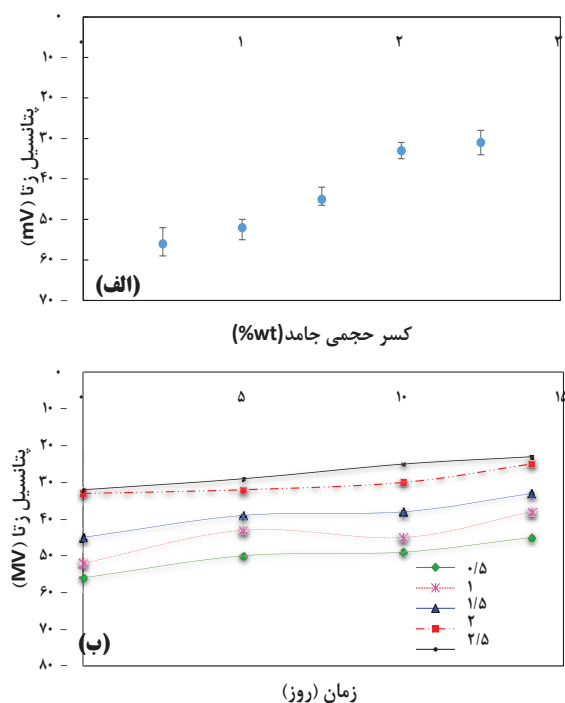 ۰ ۱ ۲ ۳
۰
۱۰ −
۲۰ −
۳۰ −
۴۰ −
۵۰ −
۶۰ −
۷۰ −
پتانسیل زتا (mV)
(الف)
کسر حجمی جامد(wt%)
۰ ۵ ۱۰ ۱۵
۰
۱۰ −
۲۰ −
۳۰ −
۴۰ −
۵۰ −
۶۰ −
۷۰ −
۸۰ −
پتانسیل زتا (MV)
۰/۵
۱
۱/۵
۲
۲/۵
(ب)
زمان (روز)